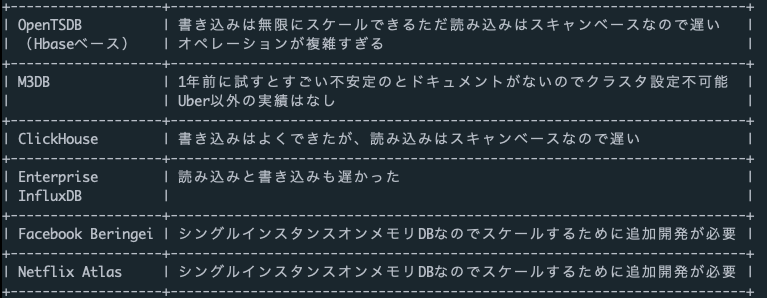 OpenTSDB 書き込みは無限にスケールできるただ読み込みはスキャンベースなので遅い
（Hbaseベース） オペレーションが複雑すぎる
M3DB 1年前に試すとすごい不安定のとドキュメントがないのでクラスタ設定不可能
Uber以外の実績はなし
ClickHouse 書き込みはよくできたが、読み込みはスキャンベースなので遅い
Enterprise 読み込みと書き込みも遅かった
InfluxDB
Facebook Beringei シングルインスタンスオンメモリDBなのでスケールするために追加開発が必要
Netflix Atlas シングルインスタンスオンメモリDBなのでスケールするために追加開発が必要